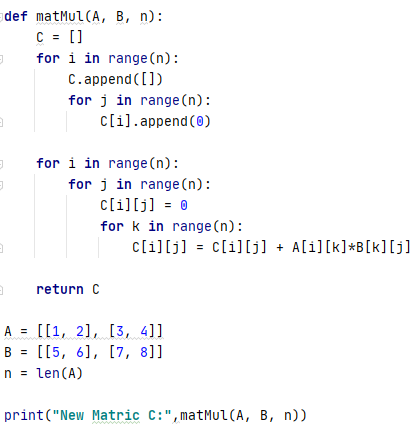 def matMul(A, B, n):
    C = []
    for i in range(n):
        C.append([])
        for j in range(n):
            C[i].append(0)

    for i in range(n):
        for j in range(n):
            C[i][j] = 0
            for k in range(n):
                C[i][j] = C[i][j] + A[i][k]*B[k][j]

    return C

A = [[1, 2], [3, 4]]
B = [[5, 6], [7, 8]]
n = len(A)

print("New Matric C:",matMul(A, B, n))